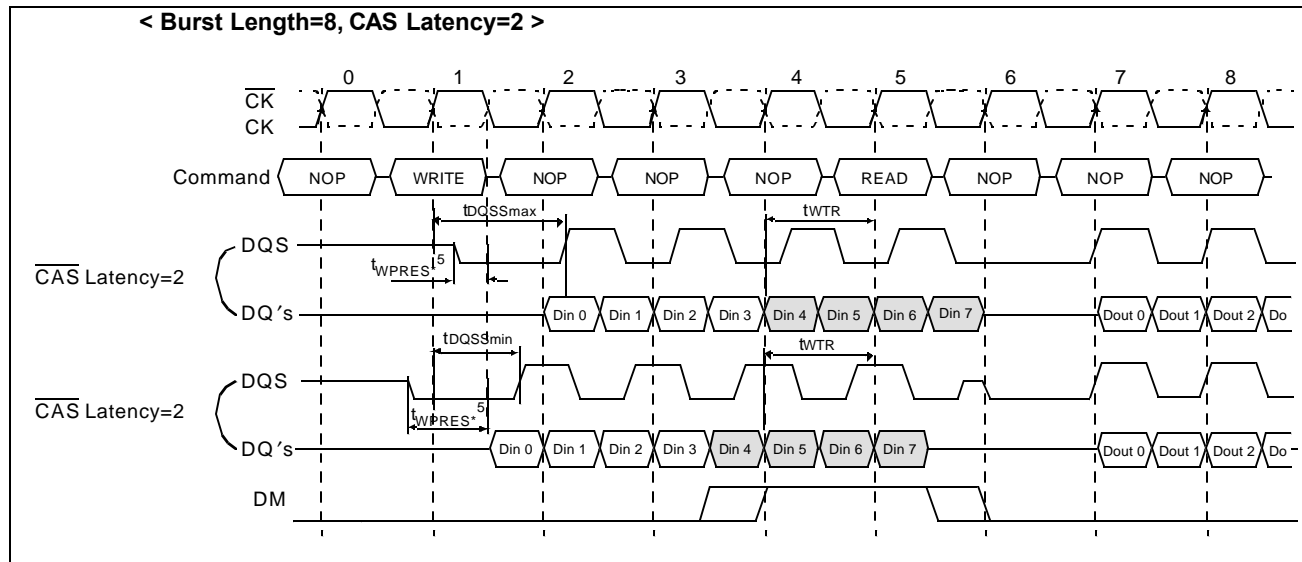 < Burst Length=8, CAS Latency=2 >
0 1 2 3 4 5 6 7 8
CK
CK
Command NOP WRITE NOP NOP NOP READ NOP NOP NOP
tDQSSmax tWTR
DQS
tWPRES*5
CAS Latency=2
DQ's Din 0 Din 1 Din 2 Din 3 Din 4 Din 5 Din 6 Din 7 Dout 0 Dout 1 Dout 2 Do
tDQSSmin tWTR
DQS
CAS Latency=2
tWPRES*5
DQ's Din 0 Din 1 Din 2 Din 3 Din 4 Din 5 Din 6 Din 7 Dout 0 Dout 1 Dout 2 Do
DM